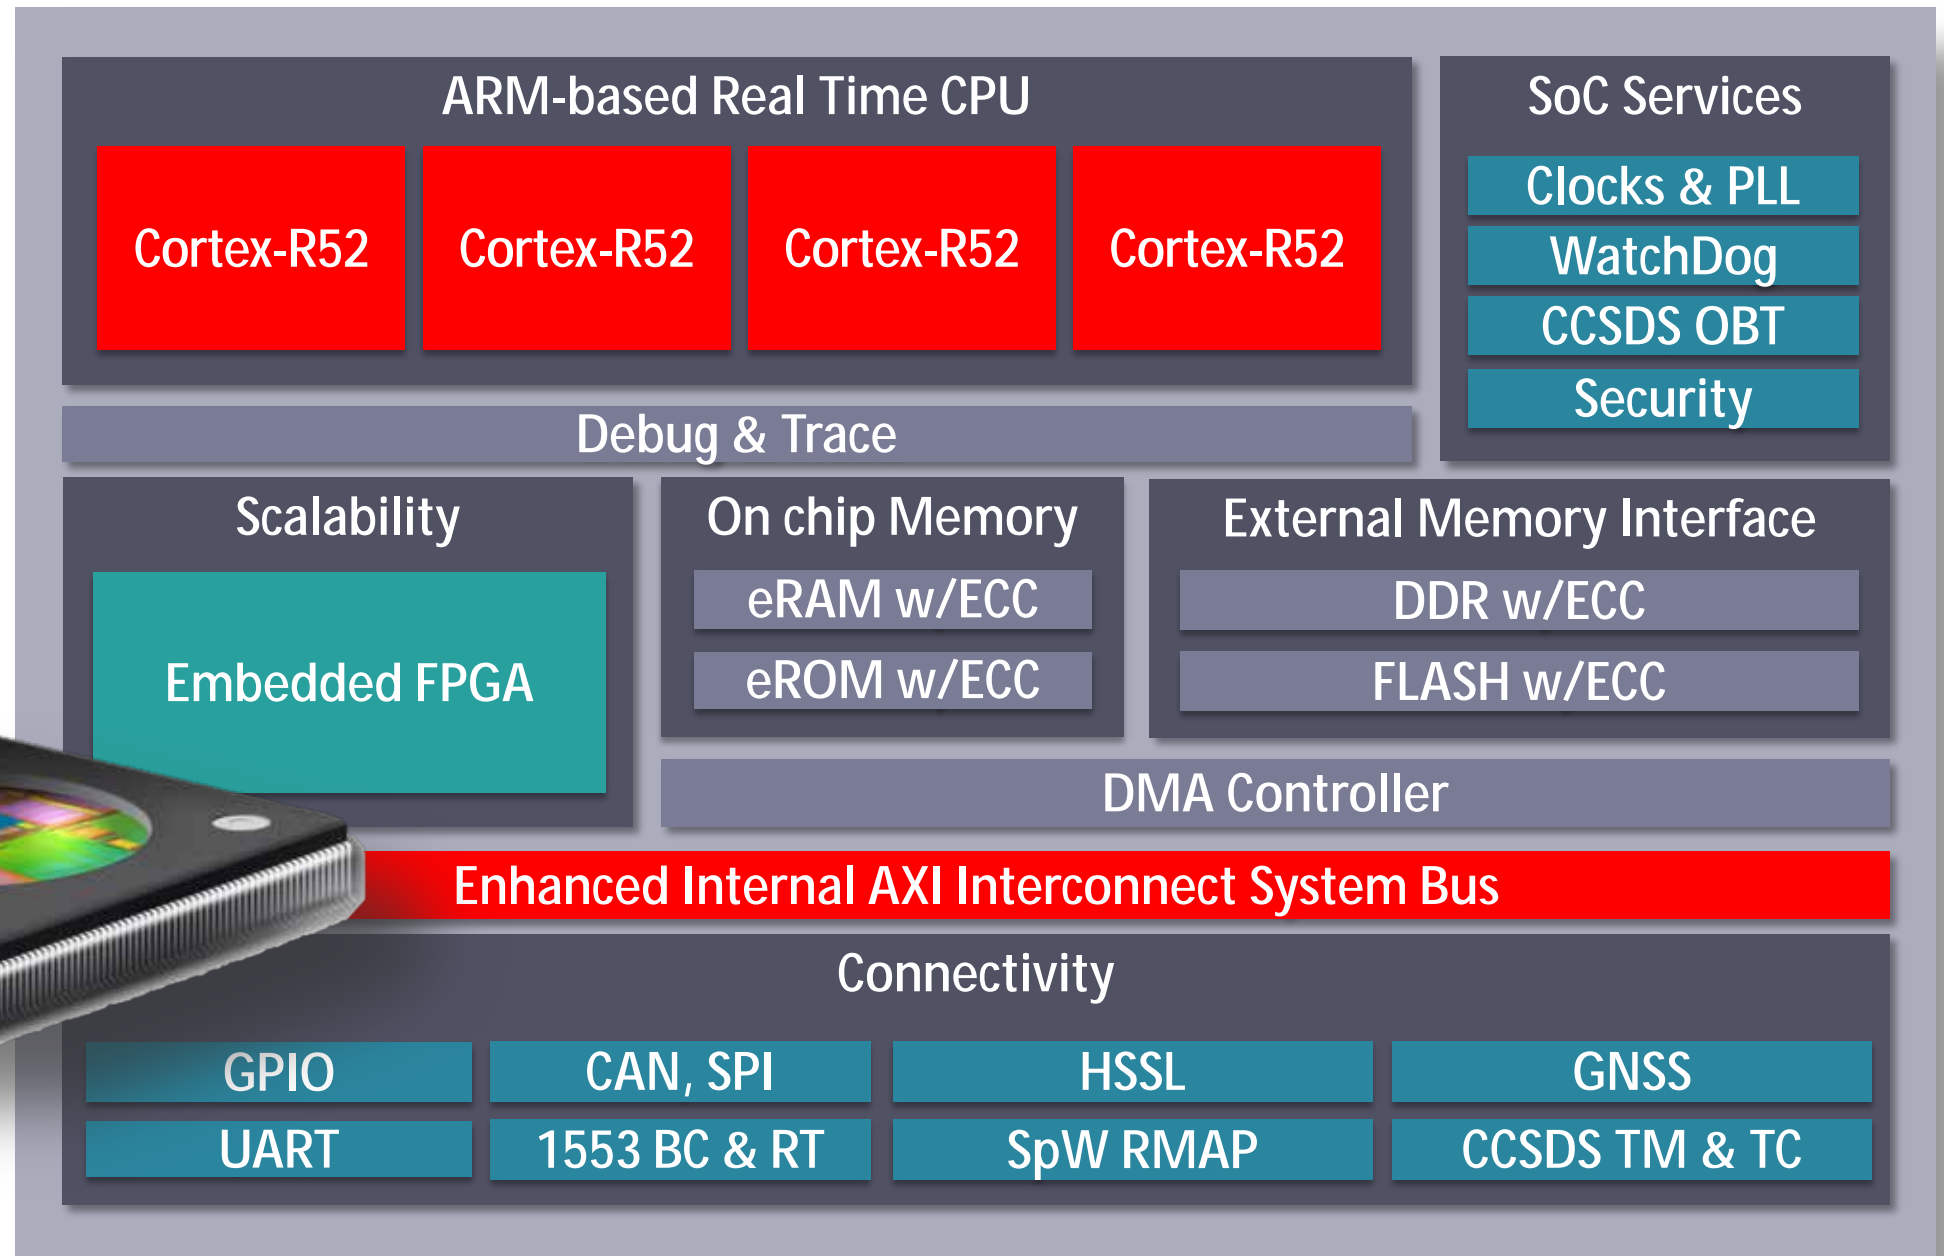 ARM-based Real Time CPU
Cortex-R52
Cortex-R52
Cortex-R52
Cortex-R52
SoC Services
Clocks & PLL
WatchDog
CCSDS OBT
Security
Debug & Trace
Scalability
Embedded FPGA
On chip Memory
eRAM w/ECC
eROM w/ECC
External Memory Interface
DDR w/ECC
FLASH w/ECC
DMA Controller
Enhanced Internal AXI Interconnect System Bus
Connectivity
GPIO
CAN, SPI
HSSL
GNSS
UART
1553 BC & RT
SpW RMAP
CCSDS TM & TC